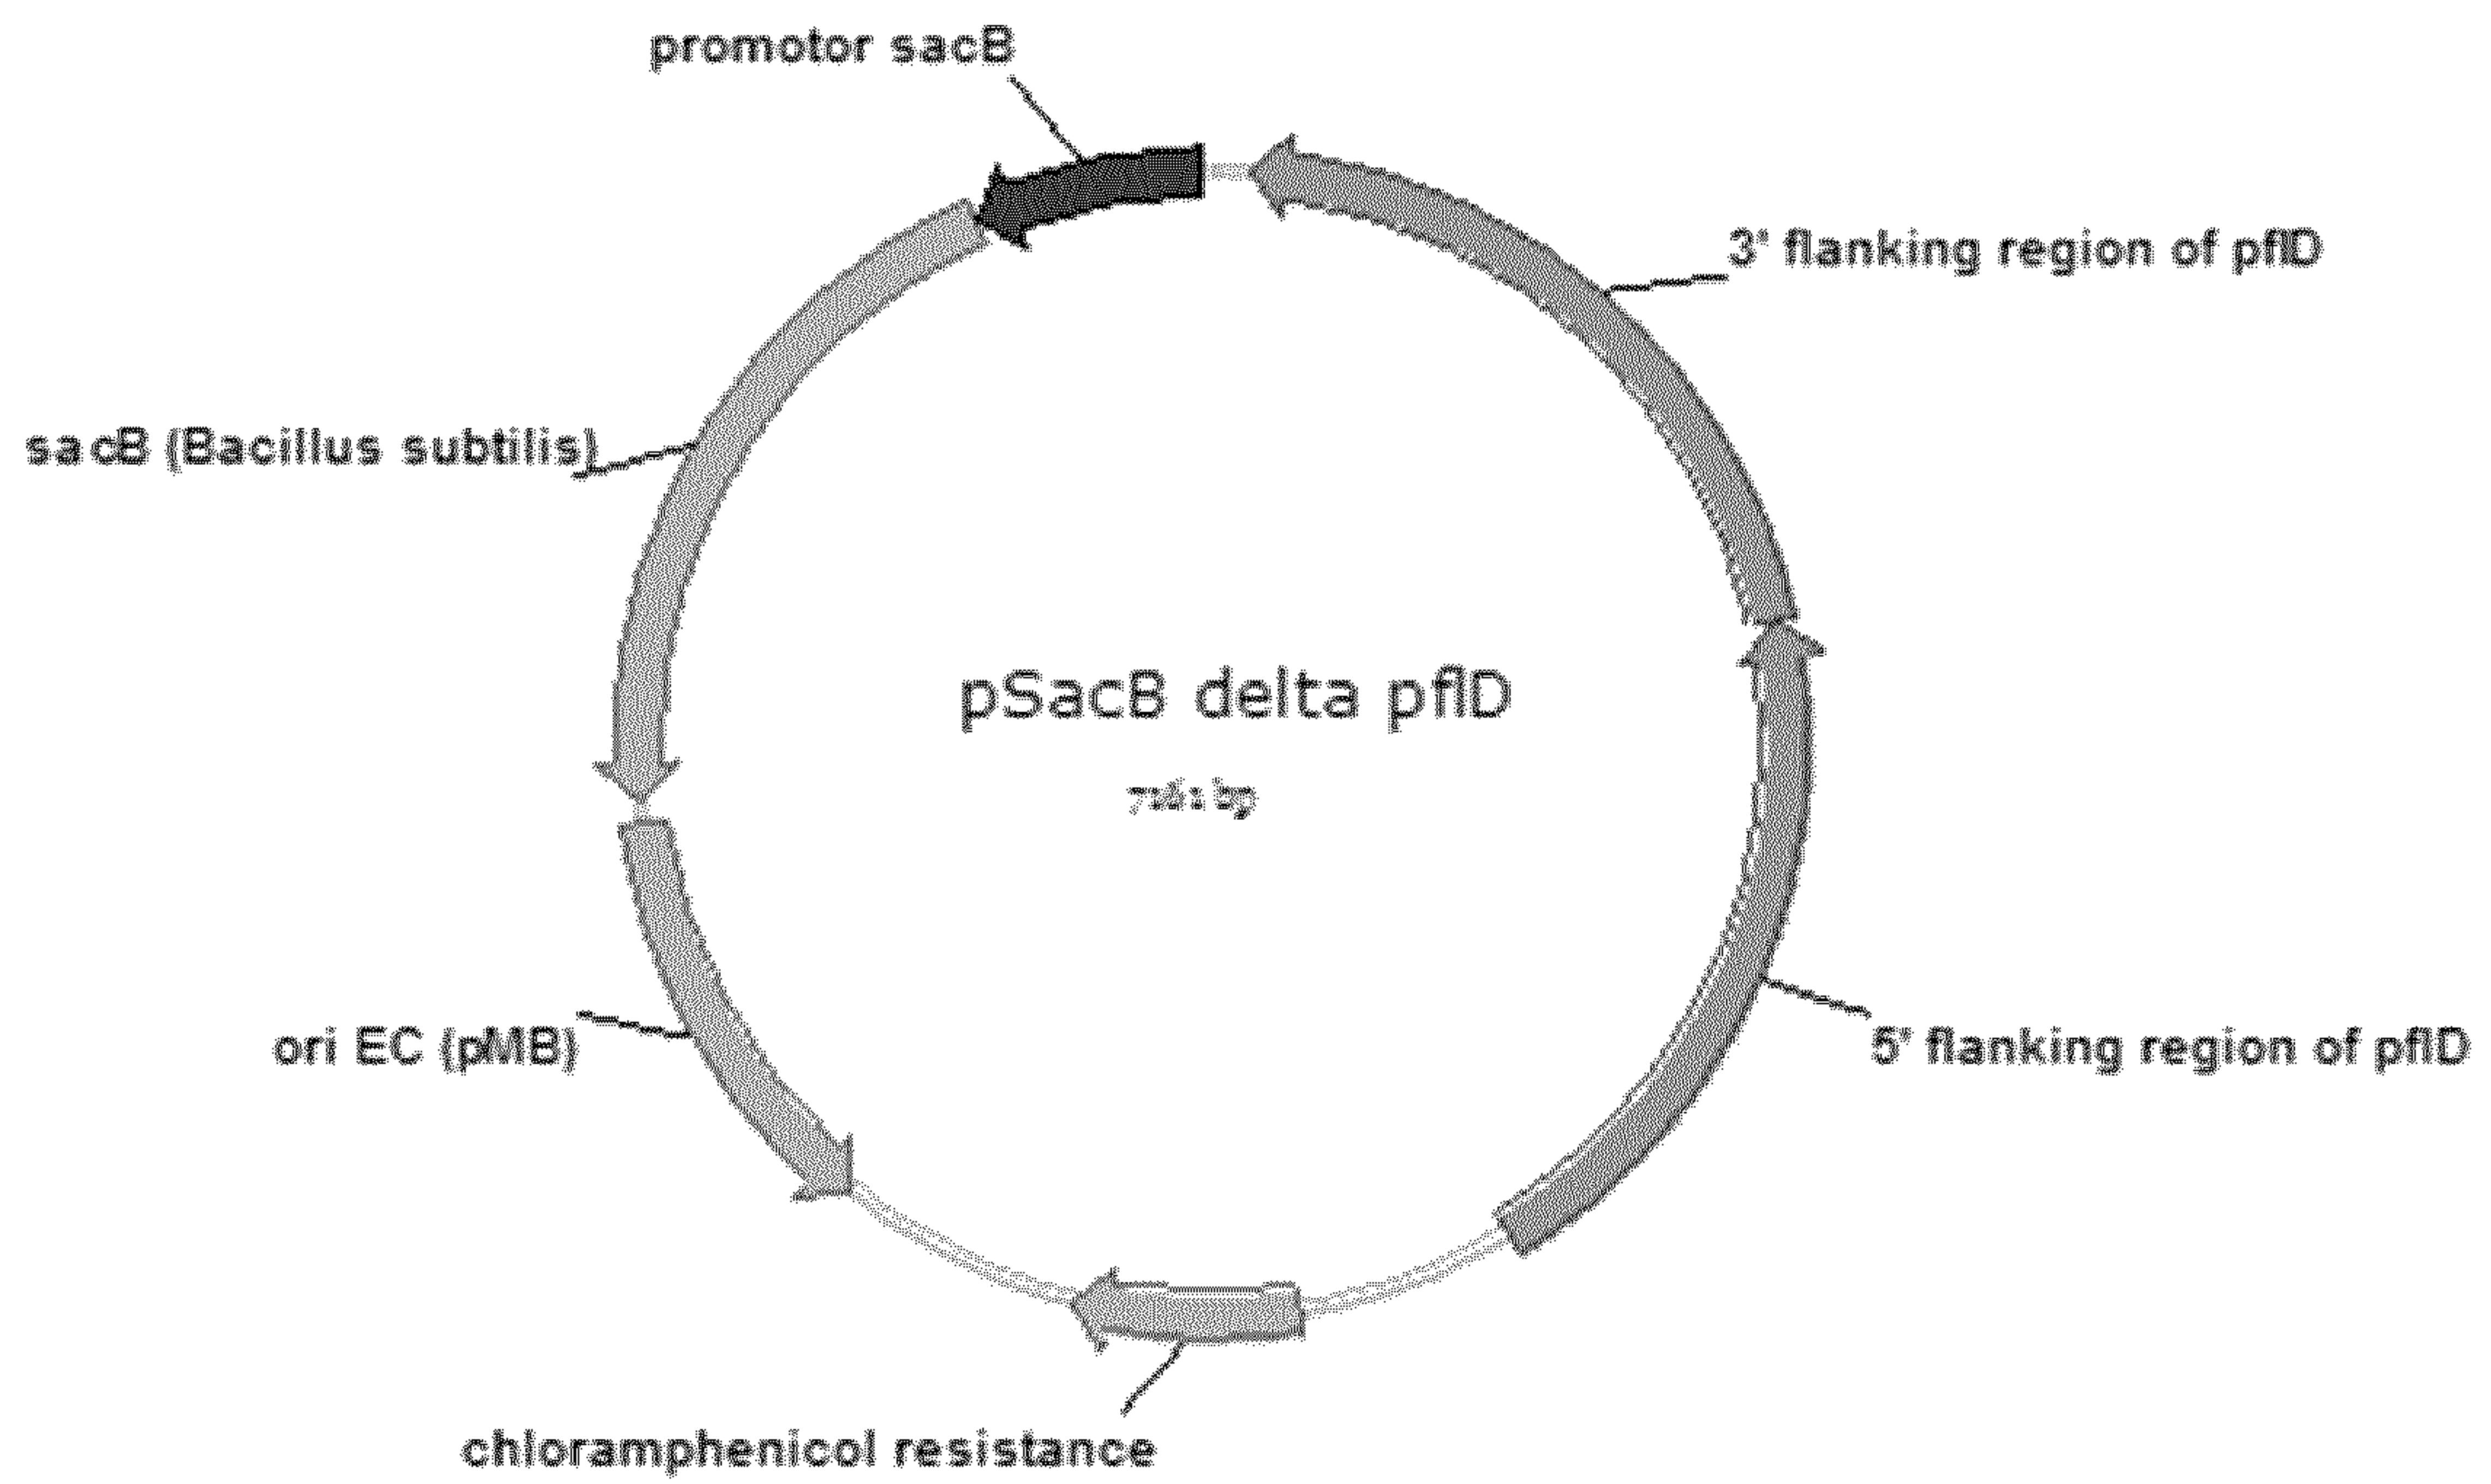 promotor sacB
3' flanking region of pflD
sacB (Bacillus subtilis)
pSacB delta pflD
bp
ori EC (pMB)
5' flanking region of pflD
chloramphenicol resistance